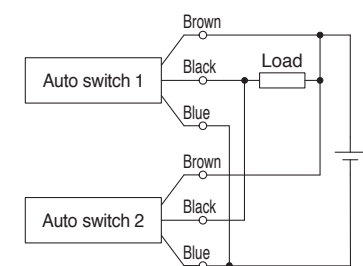 Brown
Black
Load
Auto switch 1
Blue
Brown
Black
Auto switch 2
Blue